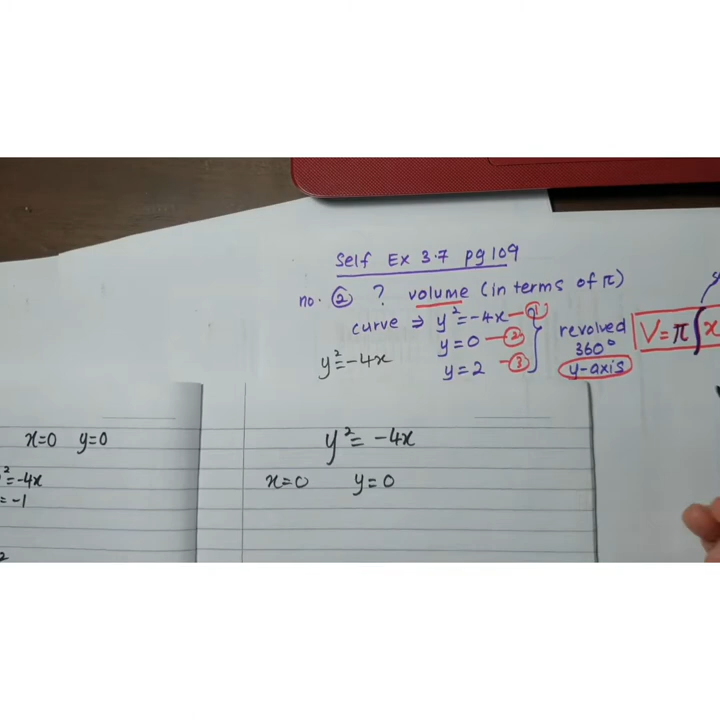 Self Ex 3.7 pg 109
no. ② ? volume (in terms of π)
curve ⇒ y² = -4x — ①
y = 0 — ②
y = 2 — ③
revolved
360°
y-axis
V = π∫x
y² = -4x
x=0 y=0
² = -4x
= -1
y² = -4x
x=0 y=0